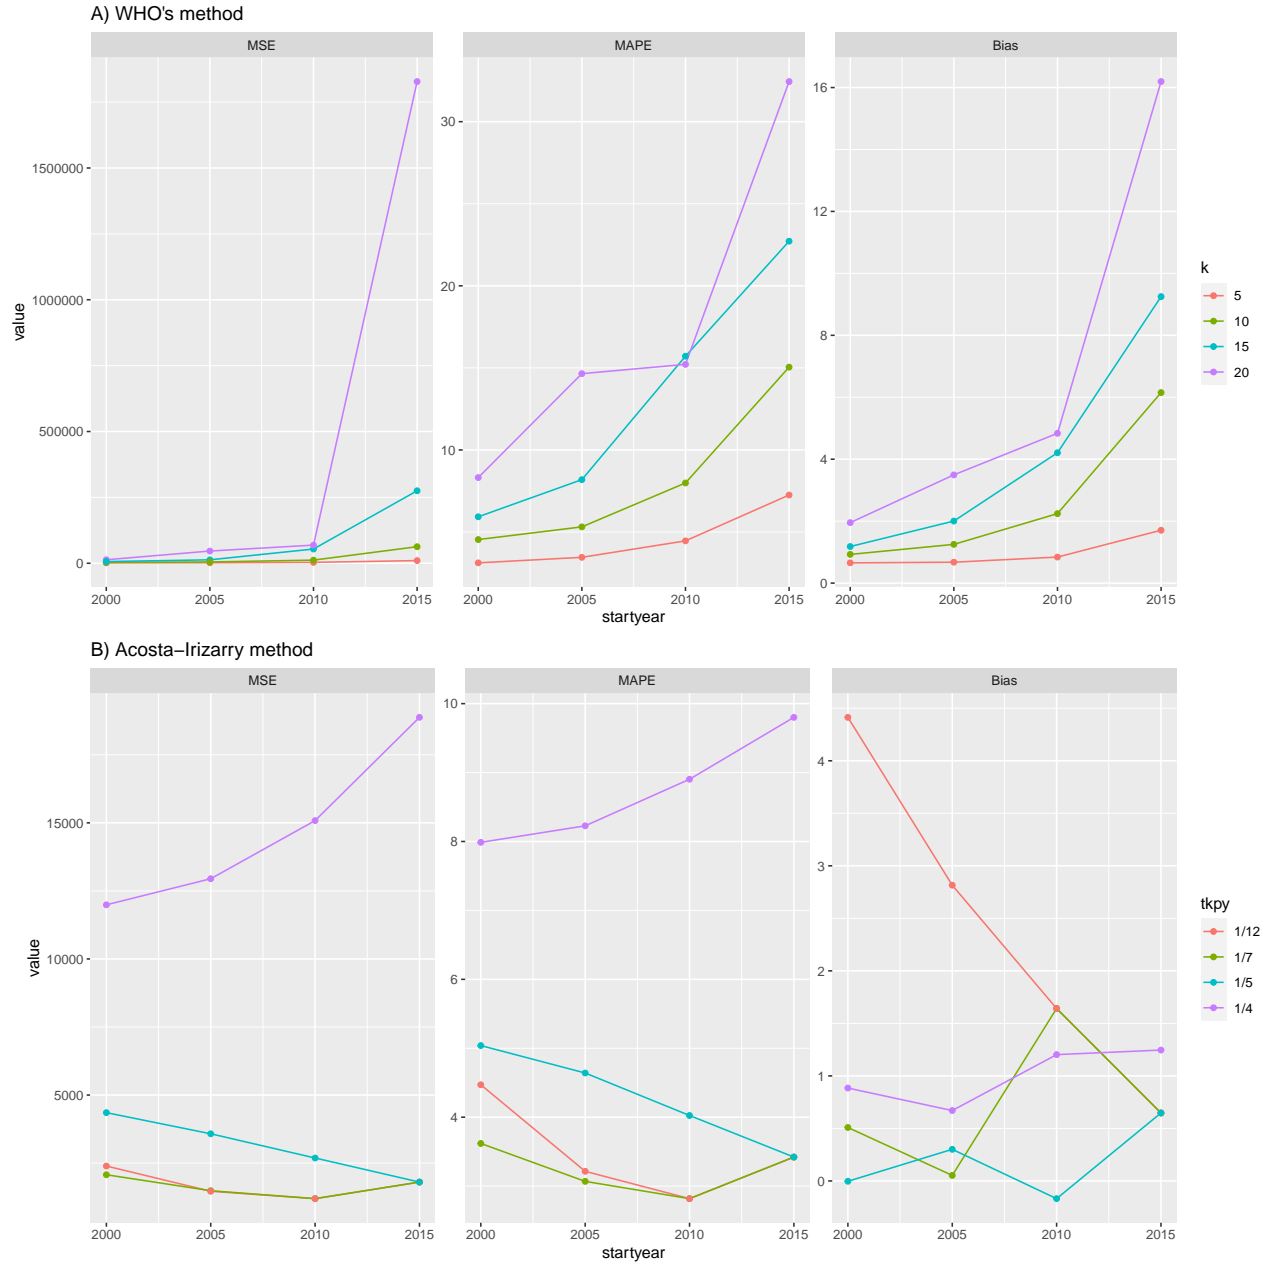 A) WHO's method
MSE
MAPE
Bias
value
1500000
1000000
500000
0
30
20
10
16
12
8
4
0
2000 2005 2010 2015
2000 2005 2010 2015
2000 2005 2010 2015
startyear
k
5
10
15
20
B) Acosta–Irizarry method
MSE
MAPE
Bias
value
15000
10000
5000
10
8
6
4
4
3
2
1
0
2000 2005 2010 2015
2000 2005 2010 2015
2000 2005 2010 2015
startyear
tkpy
1/12
1/7
1/5
1/4